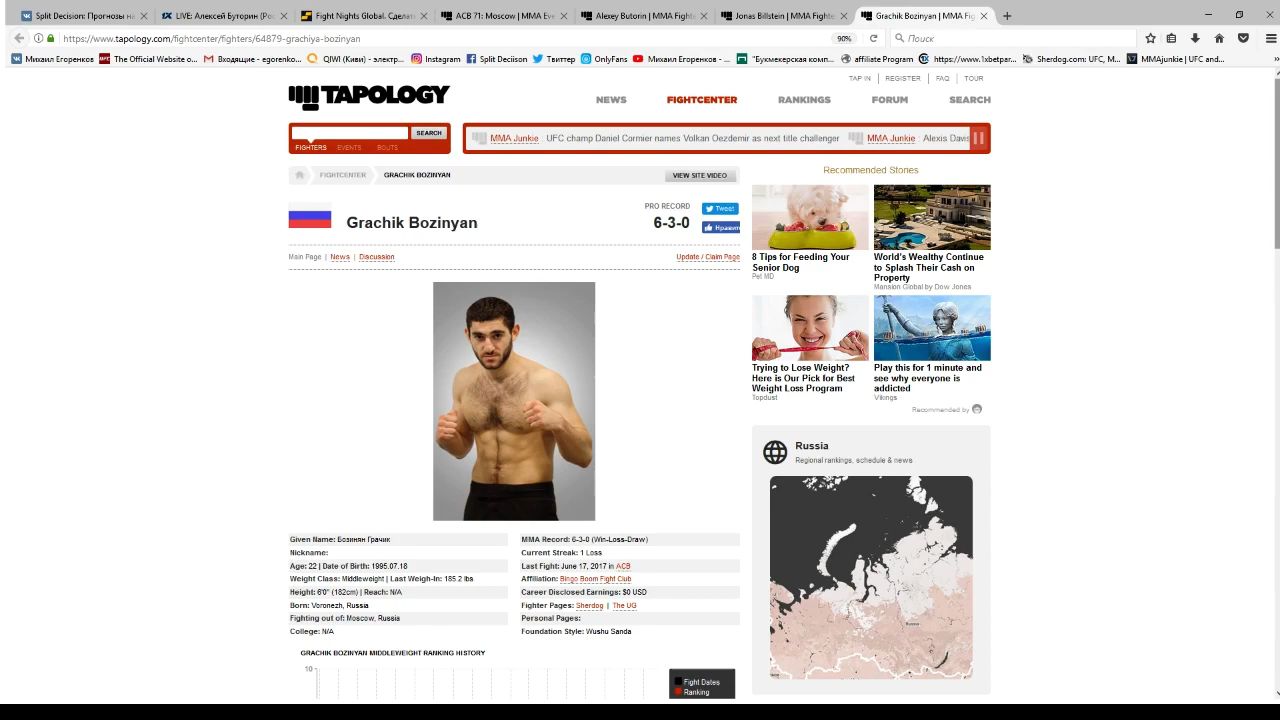 Split Decision: Прогнозы на
LIVE: Алексей Буторин (Рос
Fight Nights Global. Сделат
ACB 71: Moscow | MMA Eve
Alexey Butorin | MMA Fighte
Jonas Billstein | MMA Fighte
Grachik Bozinyan | MMA Fig
https://www.tapology.com/fightcenter/fighters/64879-grachiya-bozinyan
90%
Поиск
Михаил Егоренков
The Official Website o...
Входящие - egorenko...
QIWI (Киви) - электр...
Instagram
Split Deciison
Твиттер
OnlyFans
Михаил Егоренков - ...
"Букмекерская комп...
affiliate Program
https://www.1xbetpar...
Sherdog.com: UFC, M...
MMAjunkie | UFC and...
TAP IN | REGISTER | FAQ | TOUR
TAPOLOGY
NEWS
FIGHTCENTER
RANKINGS
FORUM
SEARCH
SEARCH
FIGHTERS EVENTS BOUTS
MMA Junkie : UFC champ Daniel Cormier names Volkan Oezdemir as next title challenger
MMA Junkie : Alexis Davis
FIGHTCENTER
GRACHIK BOZINYAN
VIEW SITE VIDEO
Grachik Bozinyan
PRO RECORD
6-3-0
Tweet
Нравится
Main Page | News | Discussion
Update / Claim Page
Given Name: Бозинян Грачик
Nickname:
Age: 22 | Date of Birth: 1995.07.18
Weight Class: Middleweight | Last Weigh-In: 185.2 lbs
Height: 6'0" (182cm) | Reach: N/A
Born: Voronezh, Russia
Fighting out of: Moscow, Russia
College: N/A
MMA Record: 6-3-0 (Win-Loss-Draw)
Current Streak: 1 Loss
Last Fight: June 17, 2017 in ACB
Affiliation: Bingo Boom Fight Club
Career Disclosed Earnings: $0 USD
Fighter Pages: Sherdog | The UG
Personal Pages:
Foundation Style: Wushu Sanda
GRACHIK BOZINYAN MIDDLEWEIGHT RANKING HISTORY
10
Fight Dates
Ranking
Recommended Stories
8 Tips for Feeding Your
Senior Dog
Pet MD
World's Wealthy Continue
to Splash Their Cash on
Property
Mansion Global by Dow Jones
Trying to Lose Weight?
Here is Our Pick for Best
Weight Loss Program
Topdust
Play this for 1 minute and
see why everyone is
addicted
Vikings
Recommended by
Russia
Regional rankings, schedule & news
Russia